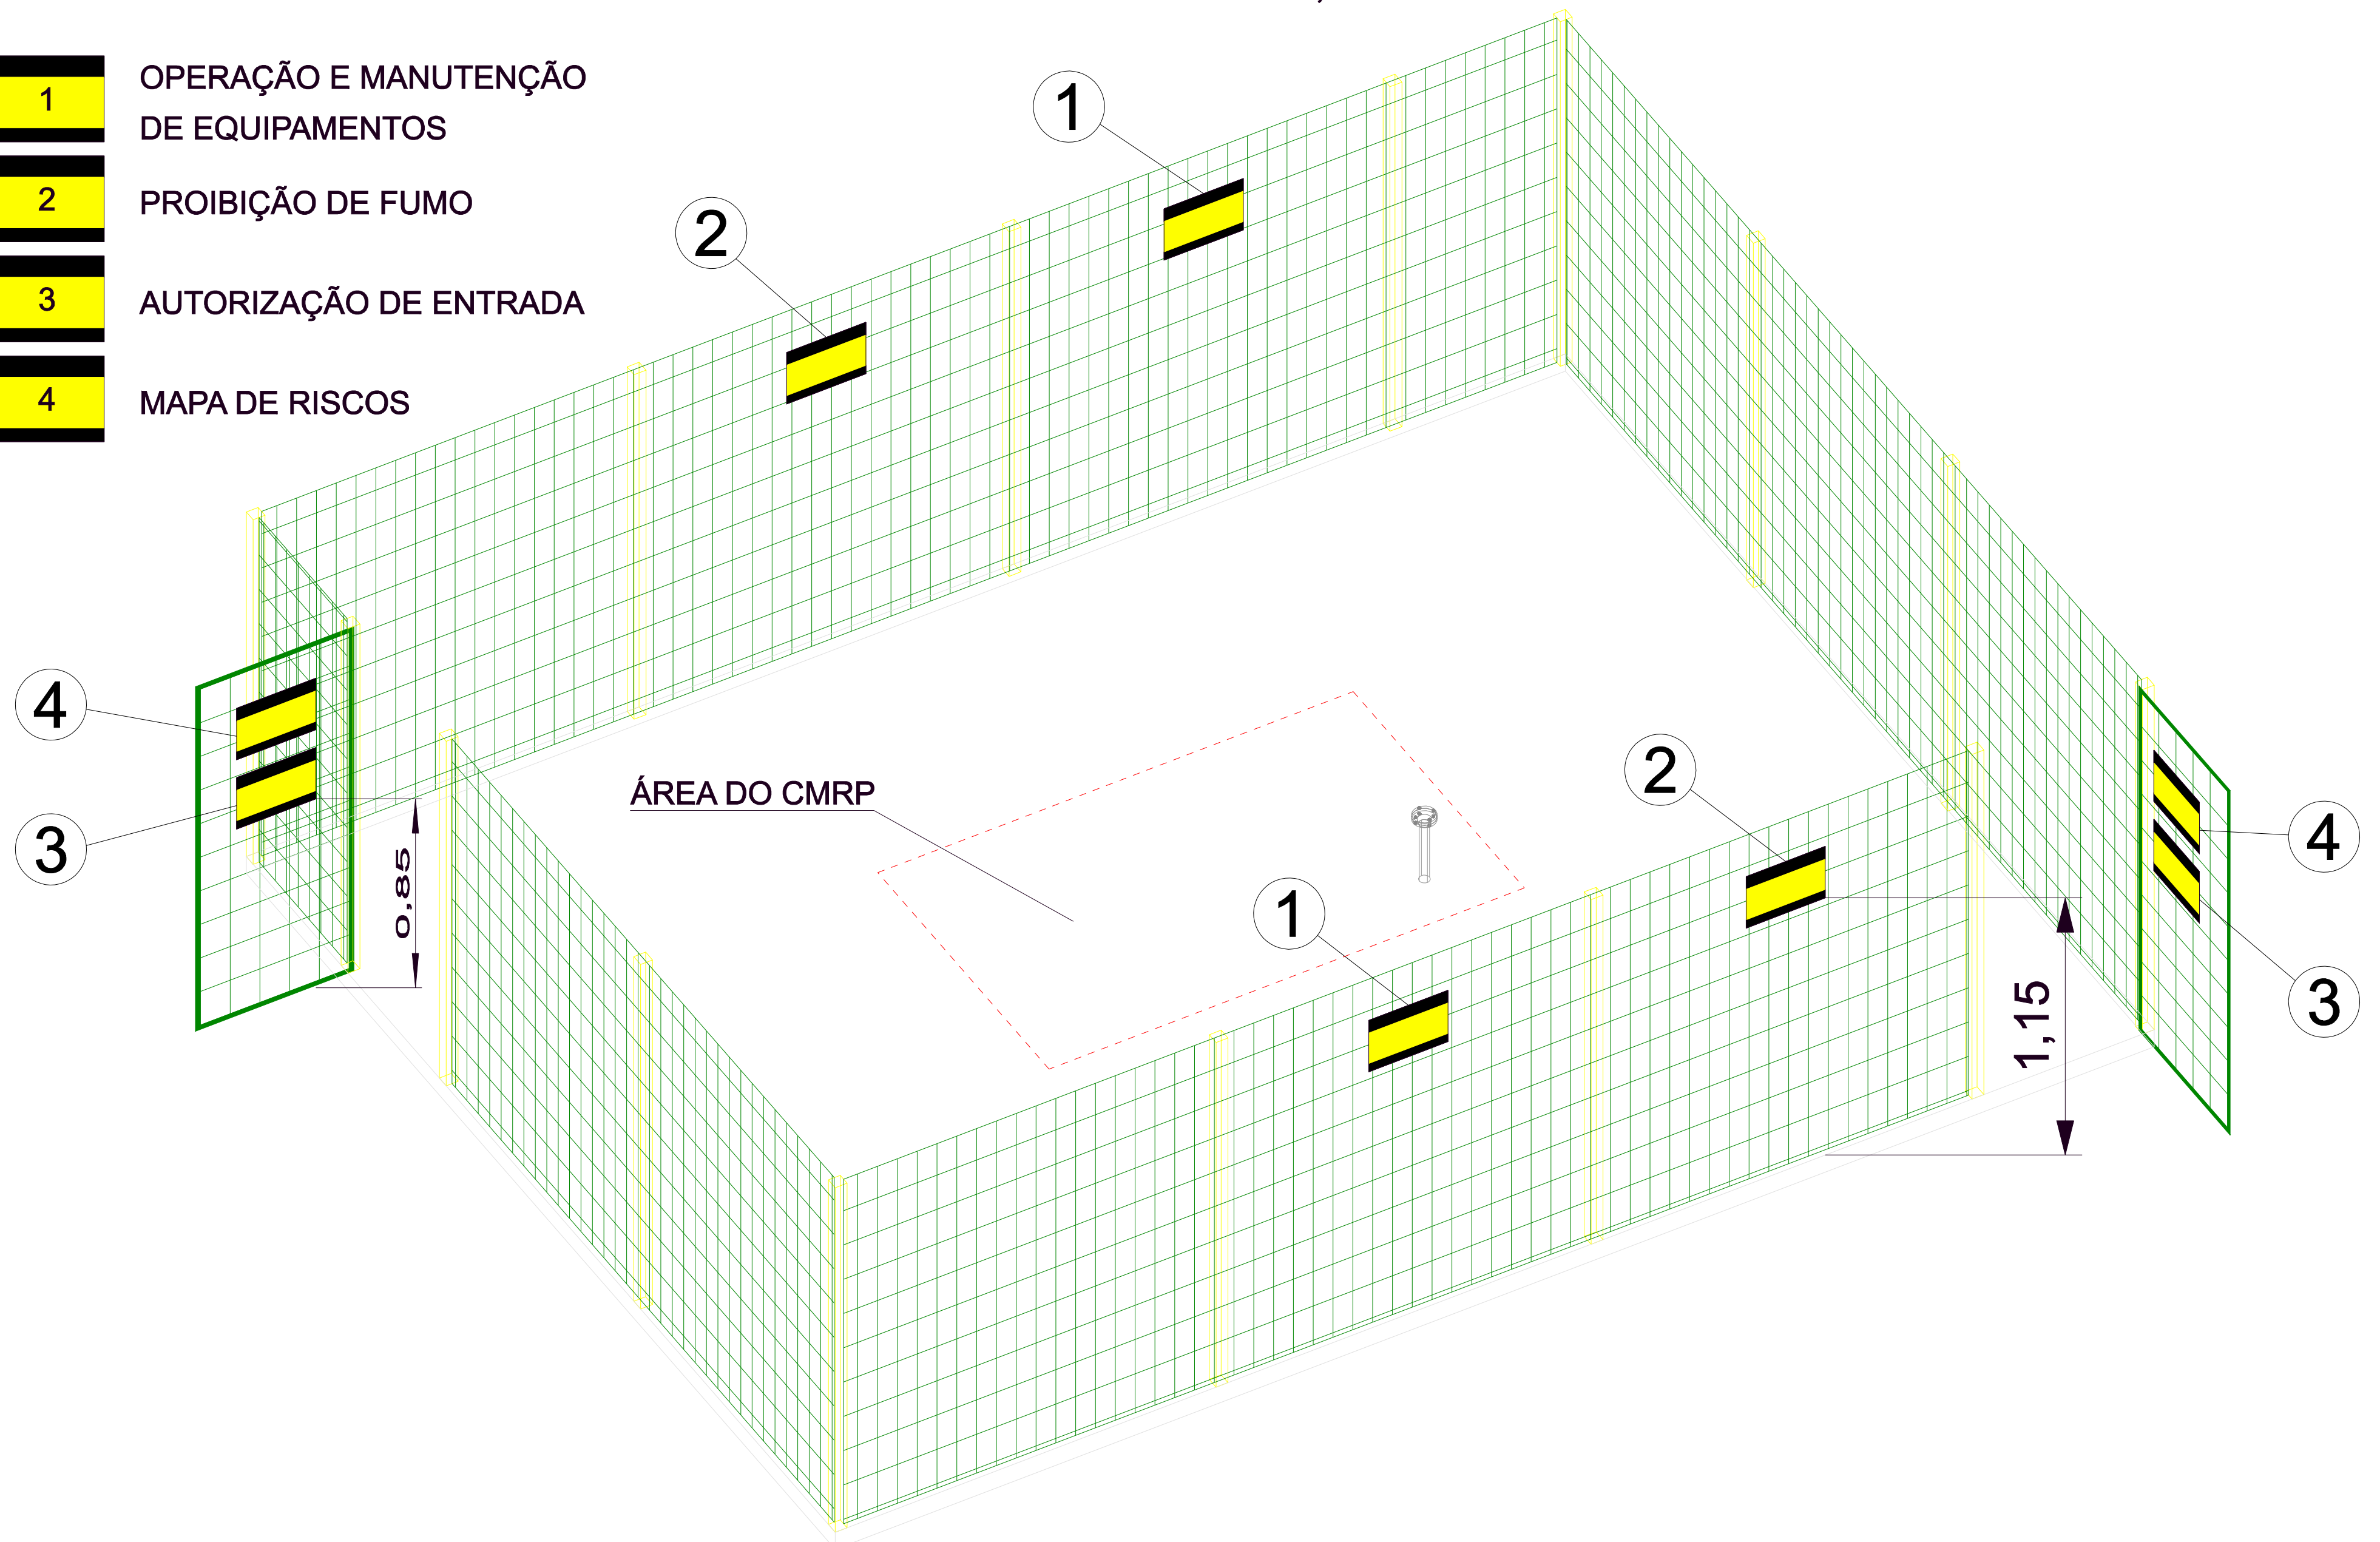 1
OPERAÇÃO E MANUTENÇÃO
DE EQUIPAMENTOS
2
PROIBIÇÃO DE FUMO
3
AUTORIZAÇÃO DE ENTRADA
4
MAPA DE RISCOS
1
2
4
3
0,85
ÁREA DO CMRP
2
1
1,15
4
3